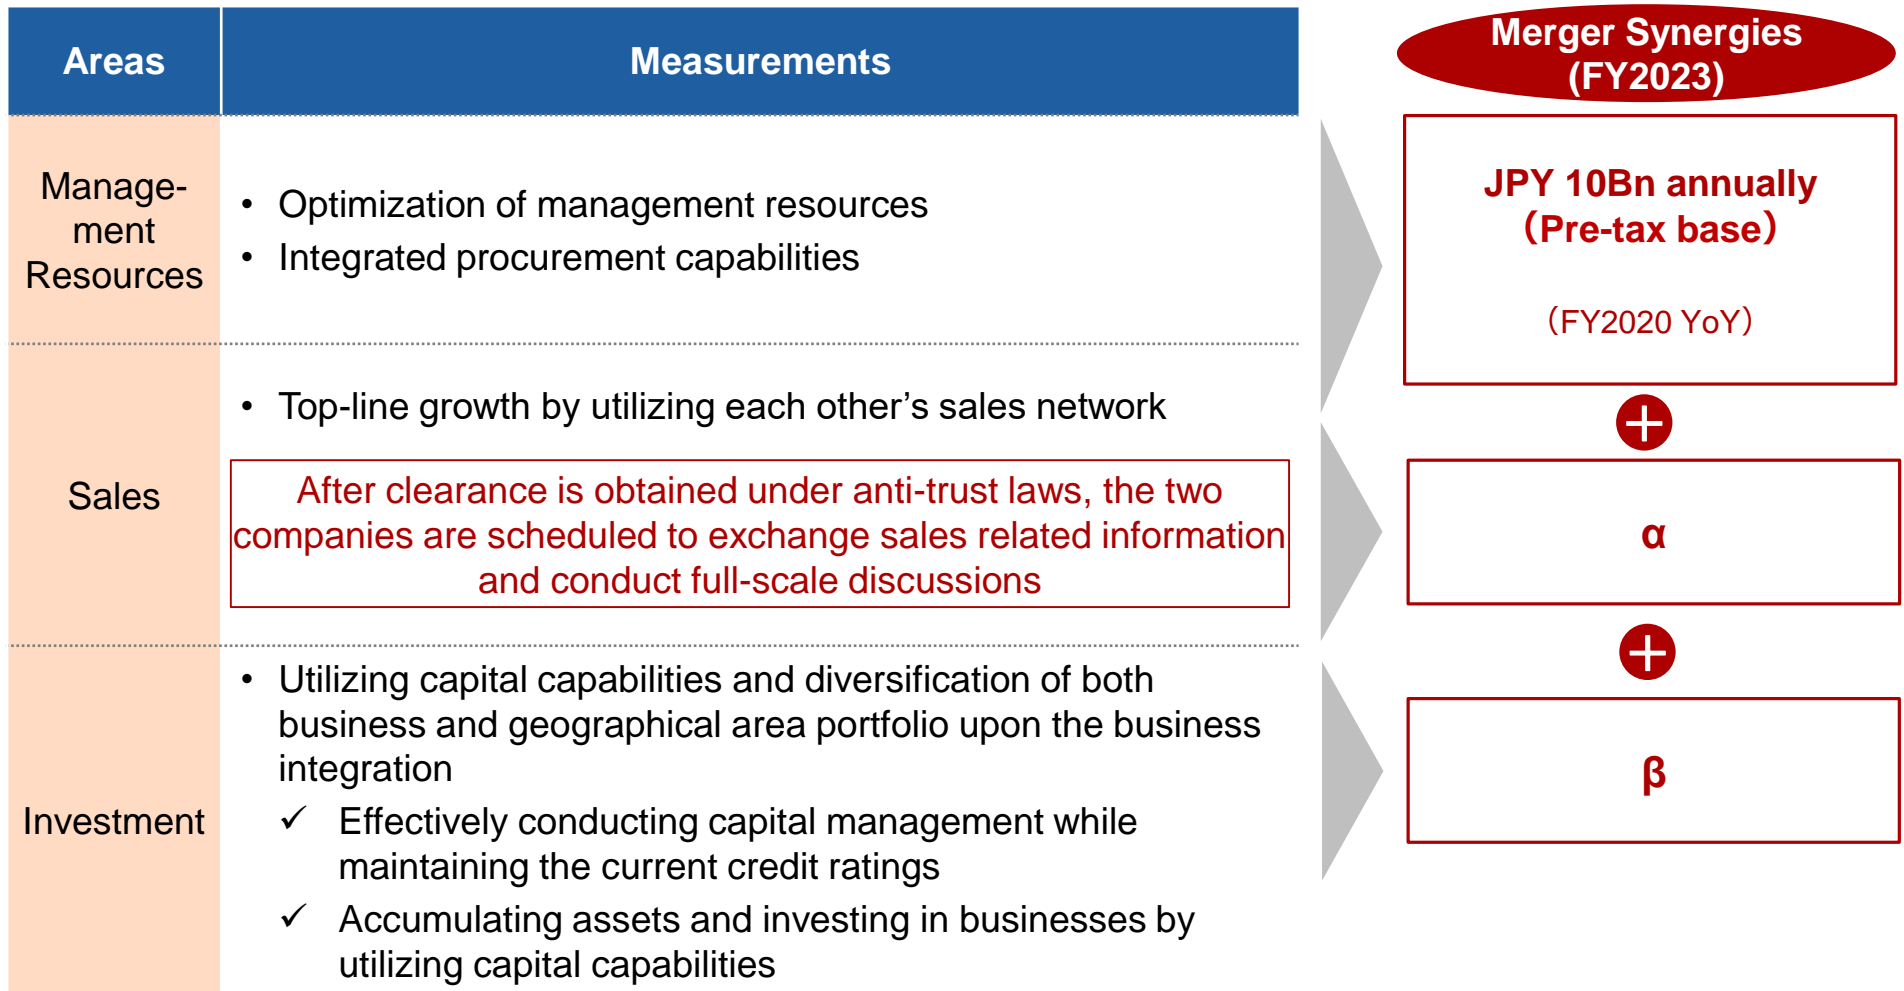 Areas
Measurements
Merger Synergies
(FY2023)
Manage-
ment
Resources
• Optimization of management resources
• Integrated procurement capabilities
JPY 10Bn annually
（Pre-tax base）
（FY2020 YoY）
Sales
• Top-line growth by utilizing each other’s sales network
After clearance is obtained under anti-trust laws, the two
companies are scheduled to exchange sales related information
and conduct full-scale discussions
+
α
+
Investment
• Utilizing capital capabilities and diversification of both
business and geographical area portfolio upon the business
integration
✓ Effectively conducting capital management while
maintaining the current credit ratings
✓ Accumulating assets and investing in businesses by
utilizing capital capabilities
β